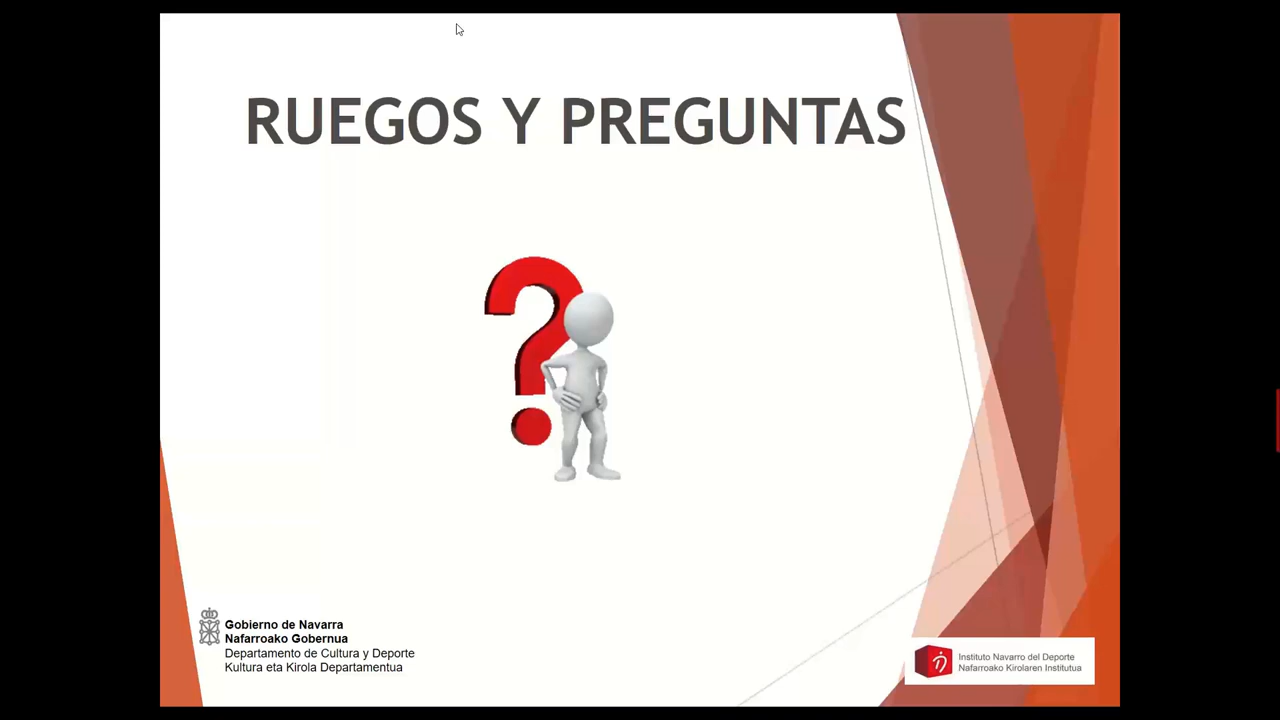 RUEGOS Y PREGUNTAS
Gobierno de Navarra
Nafarroako Gobernua
Departamento de Cultura y Deporte
Kultura eta Kirola Departamentua
Instituto Navarro del Deporte
Nafarroako Kirolaren Institutua